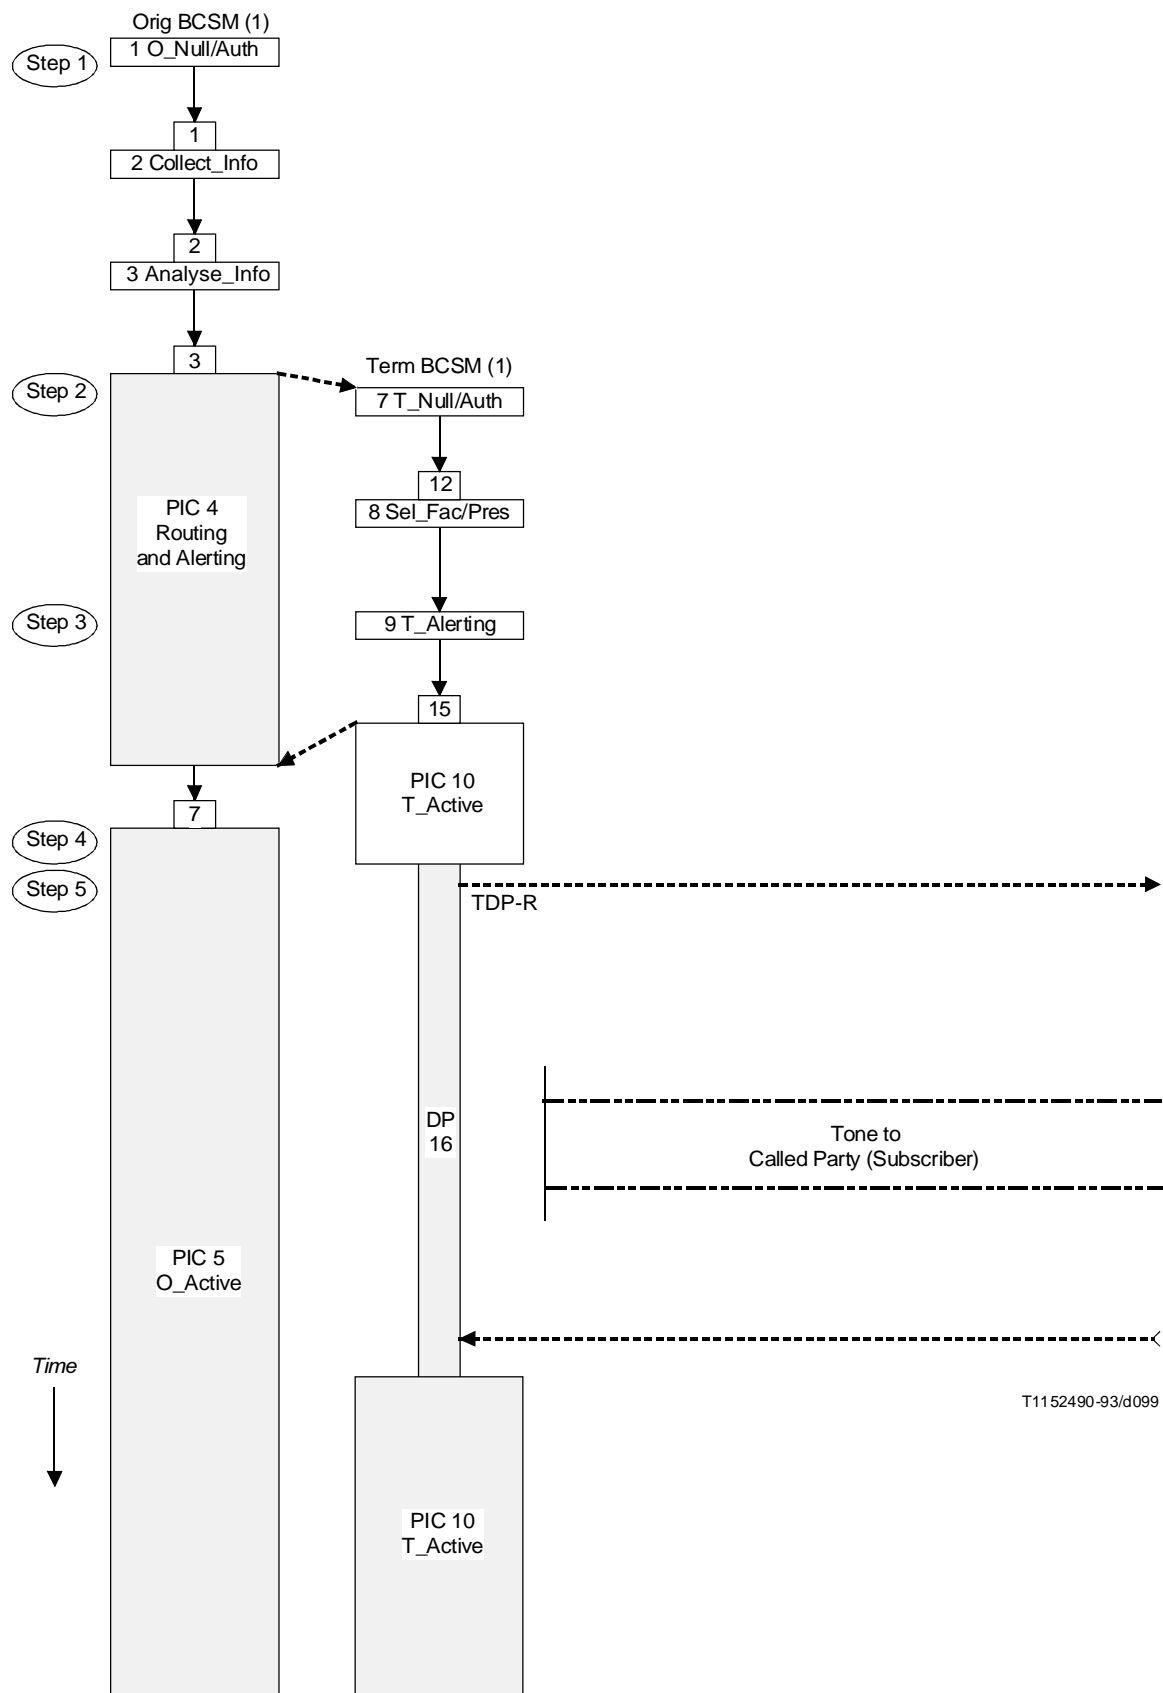 Orig BCSM (1)
1 O_Null/Auth
Step 1
1
2 Collect_Info
2
3 Analyse_Info
3
Term BCSM (1)
Step 2
7 T_Null/Auth
12
8 Sel_Fac/Pres
PIC 4
Routing
and Alerting
Step 3
9 T_Alerting
15
PIC 10
T_Active
7
Step 4
Step 5
TDP-R
DP
16
Tone to
Called Party (Subscriber)
PIC 5
O_Active
Time
T1152490-93/d099
PIC 10
T_Active